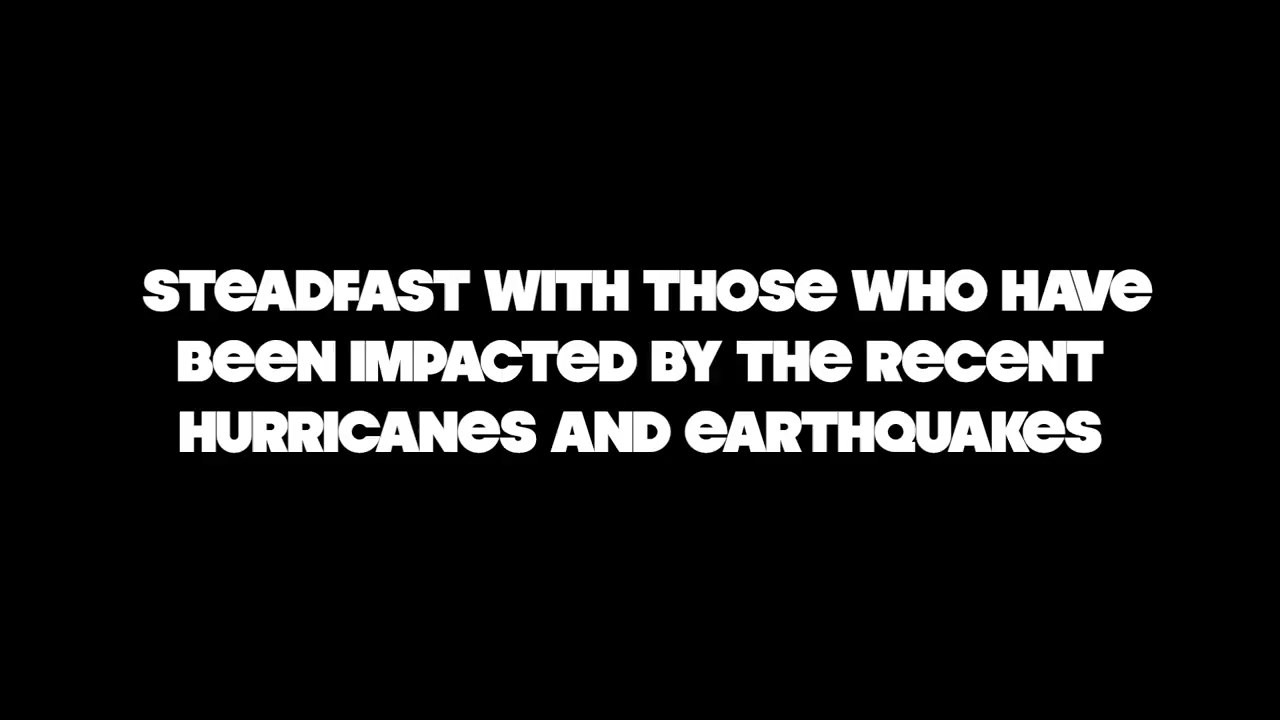 STeADFAST WITH THOSe WHO HAVe
BeeN IMPACTeD BY THe ReCeNT
HURRICANeS AND eARTHQUAKeS